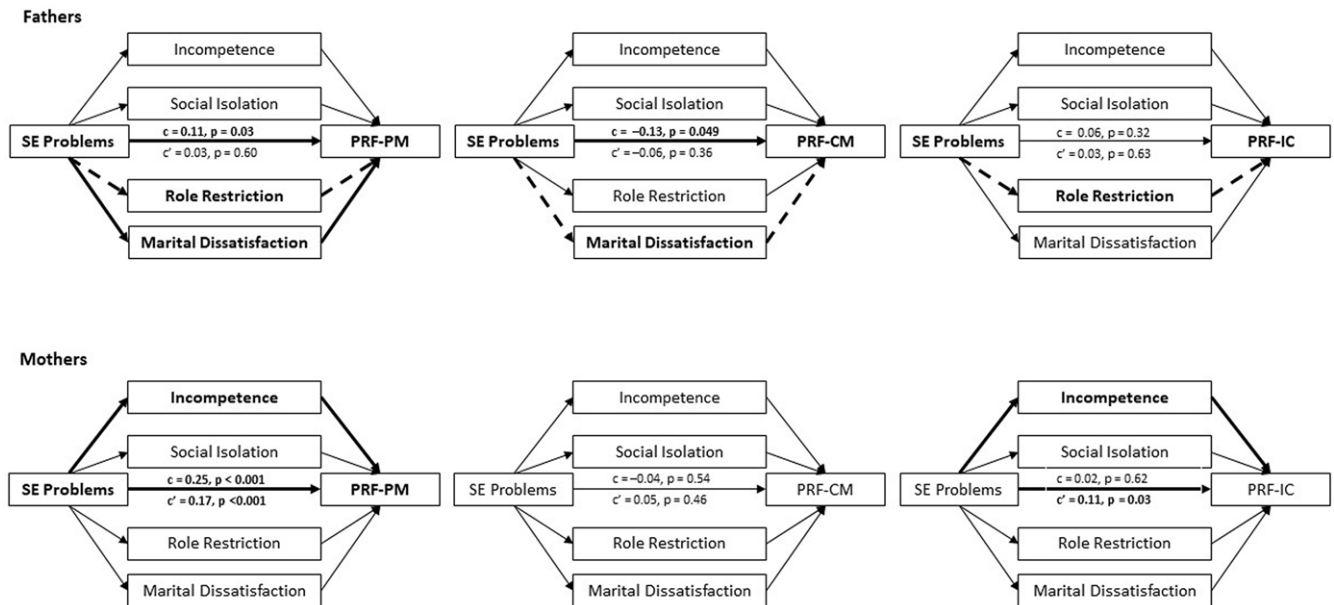 Fathers
Incompetence
Social Isolation
SE Problems
c = 0.11, p = 0.03
c' = 0.03, p = 0.60
PRF-PM
Role Restriction
Marital Dissatisfaction
Incompetence
Social Isolation
SE Problems
c = –0.13, p = 0.049
c' = –0.06, p = 0.36
PRF-CM
Role Restriction
Marital Dissatisfaction
Incompetence
Social Isolation
SE Problems
c = 0.06, p = 0.32
c' = 0.03, p = 0.63
PRF-IC
Role Restriction
Marital Dissatisfaction
Mothers
Incompetence
Social Isolation
SE Problems
c = 0.25, p < 0.001
c' = 0.17, p <0.001
PRF-PM
Role Restriction
Marital Dissatisfaction
Incompetence
Social Isolation
SE Problems
c = –0.04, p = 0.54
c' = 0.05, p = 0.46
PRF-CM
Role Restriction
Marital Dissatisfaction
Incompetence
Social Isolation
SE Problems
c = 0.02, p = 0.62
c' = 0.11, p = 0.03
PRF-IC
Role Restriction
Marital Dissatisfaction